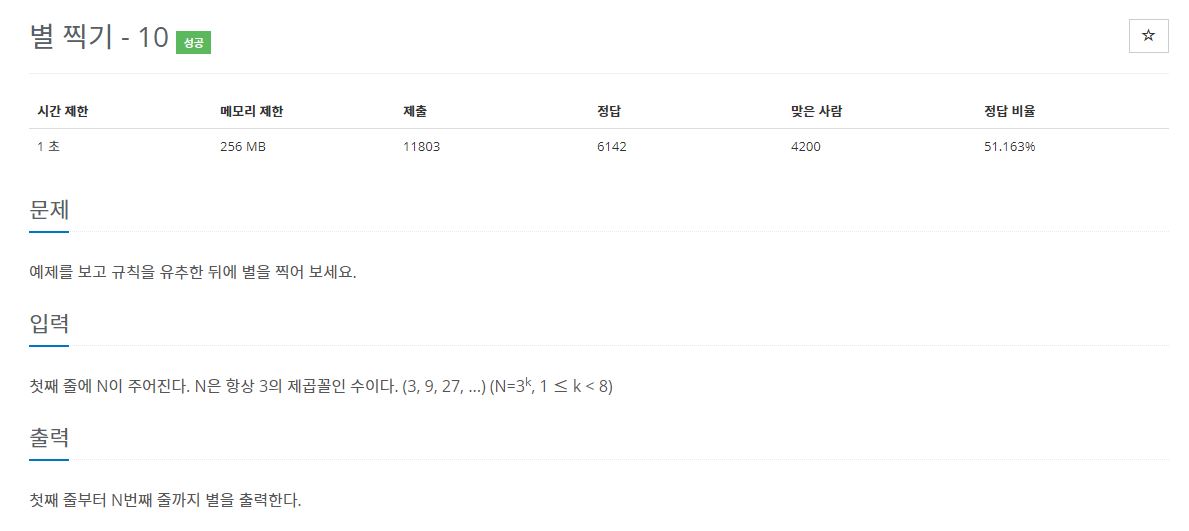 별 찍기 - 10 성공
☆
시간 제한 메모리 제한 제출 정답 맞은 사람 정답 비율
1 초 256 MB 11803 6142 4200 51.163%
문제
예제를 보고 규칙을 유추한 뒤에 별을 찍어 보세요.
입력
첫째 줄에 N이 주어진다. N은 항상 3의 제곱꼴인 수이다. (3, 9, 27, ...) (N=3ᵏ, 1 ≤ k < 8)
출력
첫째 줄부터 N번째 줄까지 별을 출력한다.